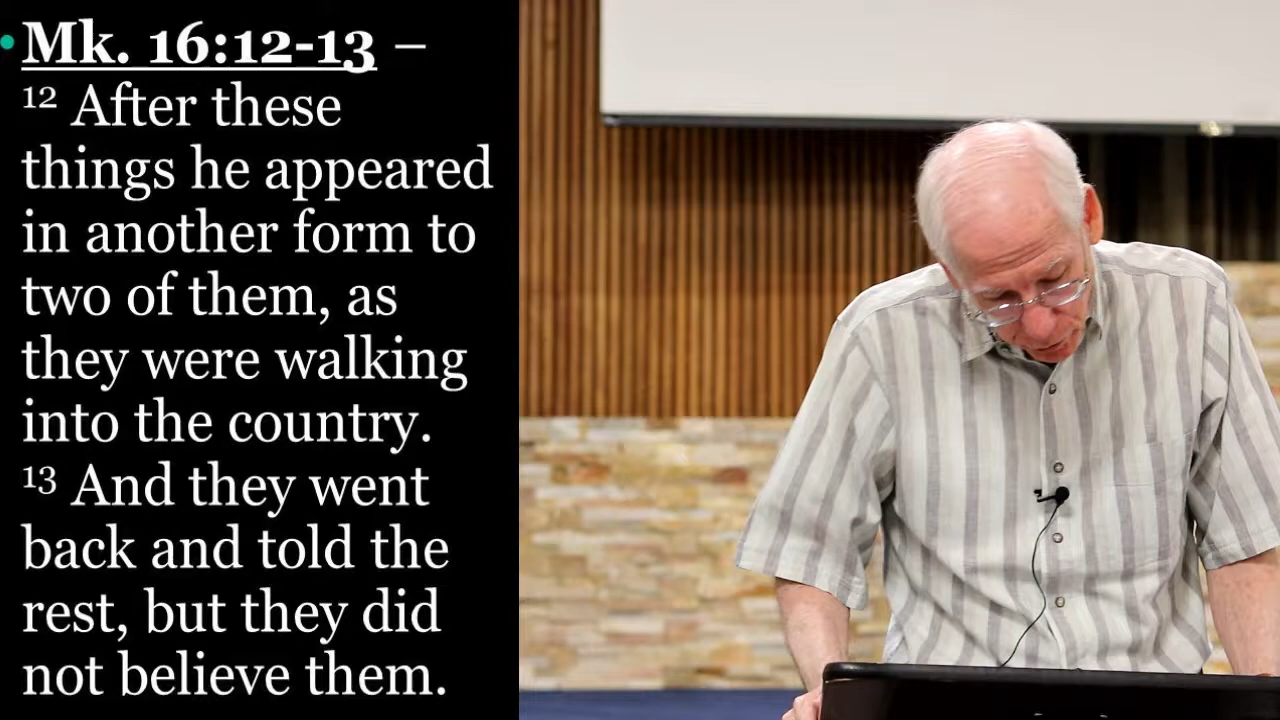 • Mk. 16:12-13 –
12 After these
things he appeared
in another form to
two of them, as
they were walking
into the country.
13 And they went
back and told the
rest, but they did
not believe them.